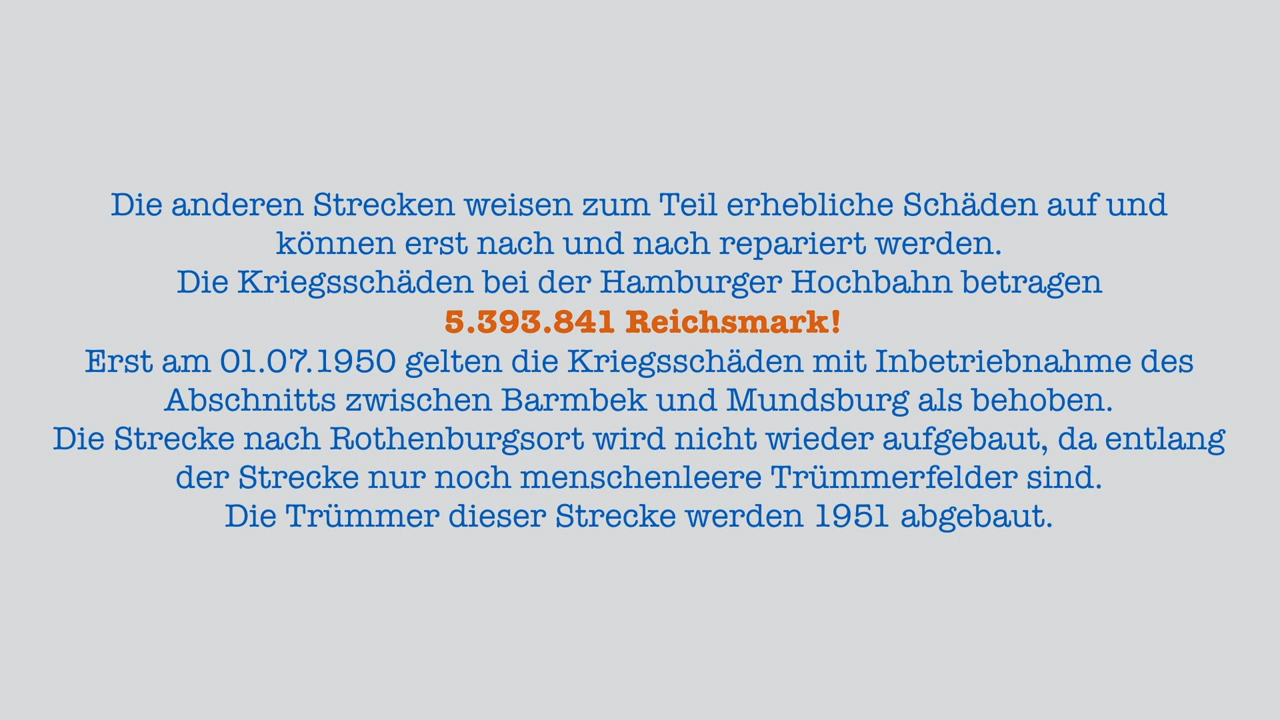 Die anderen Strecken weisen zum Teil erhebliche Schäden auf und
können erst nach und nach repariert werden.
Die Kriegsschäden bei der Hamburger Hochbahn betragen
5.393.841 Reichsmark!
Erst am 01.07.1950 gelten die Kriegsschäden mit Inbetriebnahme des
Abschnitts zwischen Barmbek und Mundsburg als behoben.
Die Strecke nach Rothenburgsort wird nicht wieder aufgebaut, da entlang
der Strecke nur noch menschenleere Trümmerfelder sind.
Die Trümmer dieser Strecke werden 1951 abgebaut.